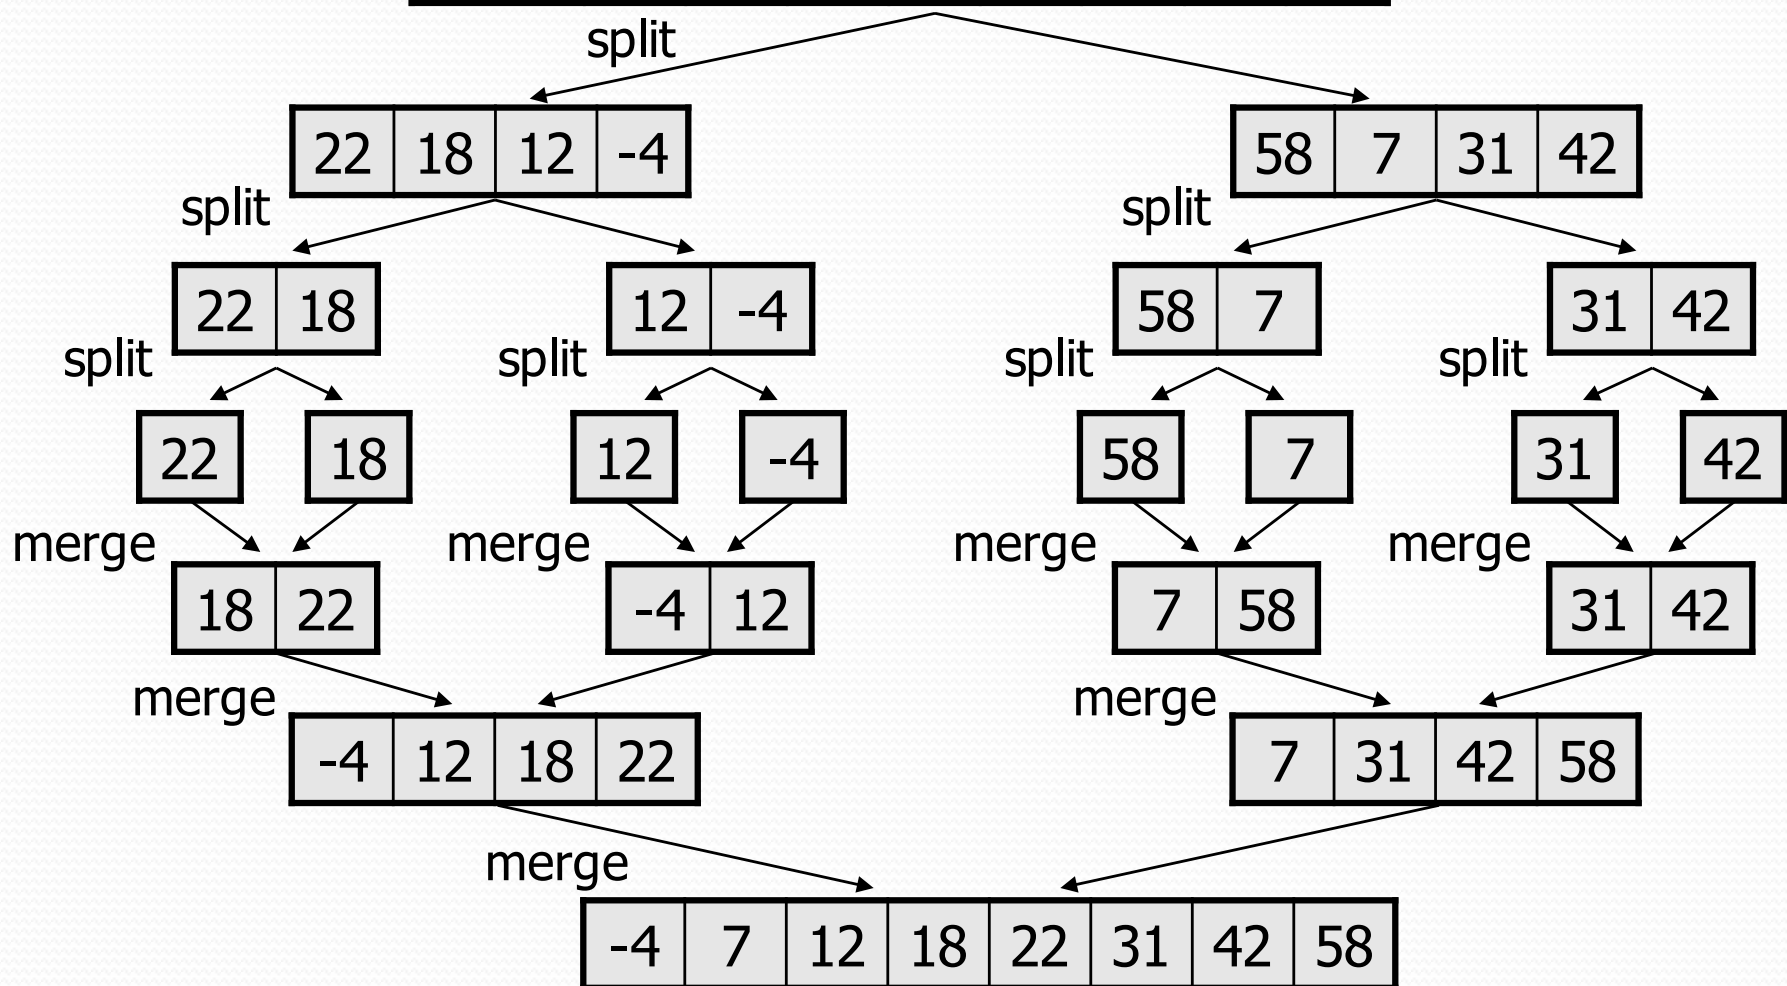 split
22 18 12 -4 58 7 31 42
split split
22 18 12 -4 58 7 31 42
split split split split
22 18 12 -4 58 7 31 42
merge merge merge merge
18 22 -4 12 7 58 31 42
merge merge
-4 12 18 22 7 31 42 58
merge
-4 7 12 18 22 31 42 58